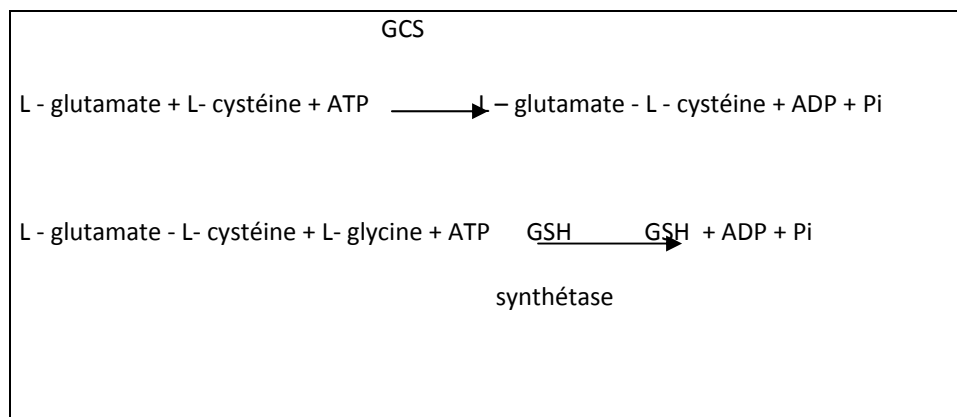 GCS
L - glutamate + L- cystéine + ATP L – glutamate - L - cystéine + ADP + Pi
L - glutamate - L- cystéine + L- glycine + ATP GSH GSH + ADP + Pi
synthétase